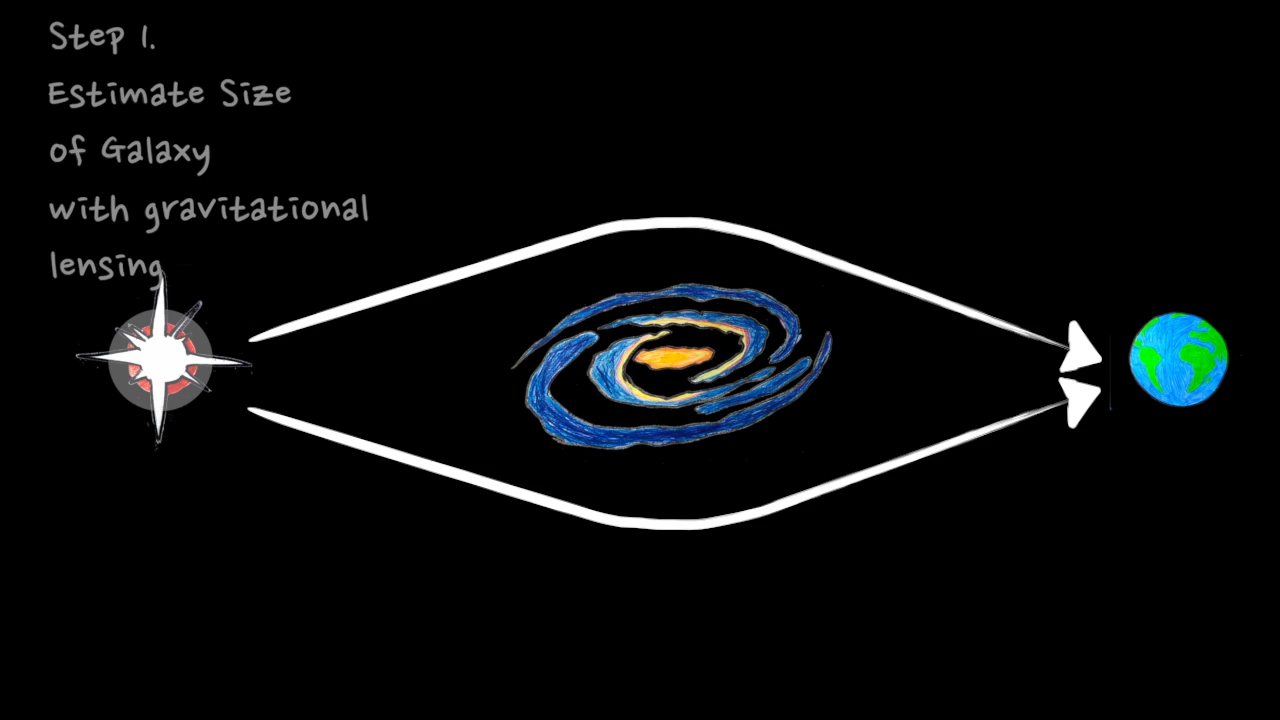 Step 1.
Estimate Size
of Galaxy
with gravitational
lensing